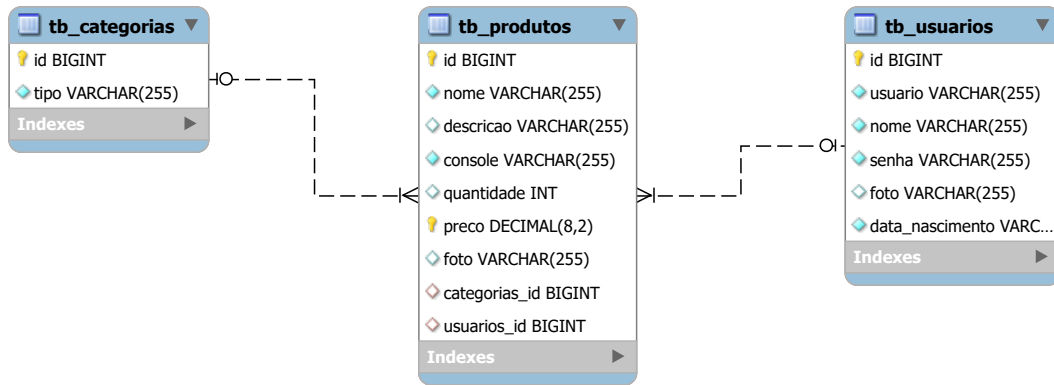 tb_categorias
id BIGINT
tipo VARCHAR(255)
Indexes
tb_produtos
id BIGINT
nome VARCHAR(255)
descricao VARCHAR(255)
console VARCHAR(255)
quantidade INT
preco DECIMAL(8,2)
foto VARCHAR(255)
categorias_id BIGINT
usuarios_id BIGINT
Indexes
tb_usuarios
id BIGINT
usuario VARCHAR(255)
nome VARCHAR(255)
senha VARCHAR(255)
foto VARCHAR(255)
data_nascimento VARC...
Indexes